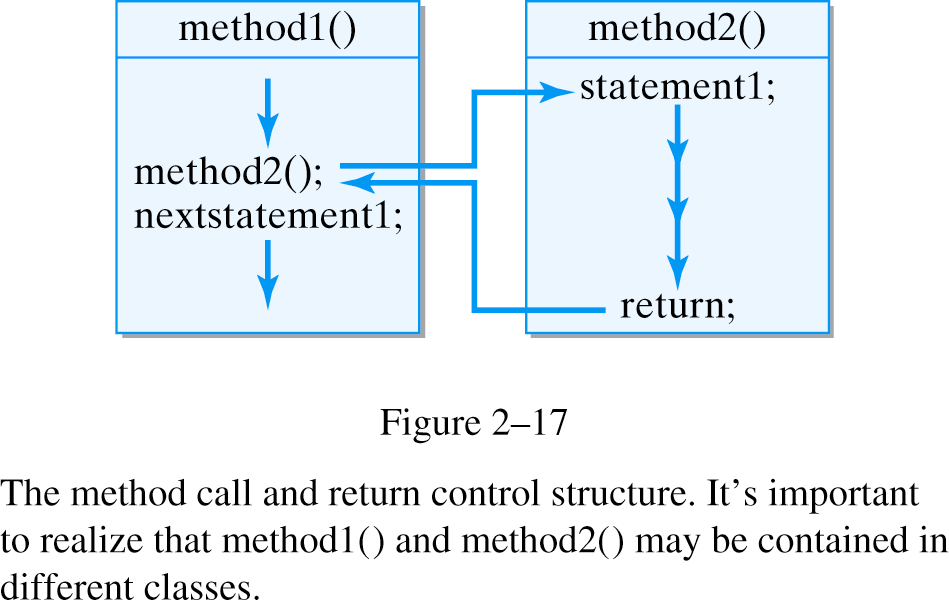 method1()
method2();
nextstatement1;
method2()
statement1;
return;
Figure 2–17
The method call and return control structure. It’s important
to realize that method1() and method2() may be contained in
different classes.